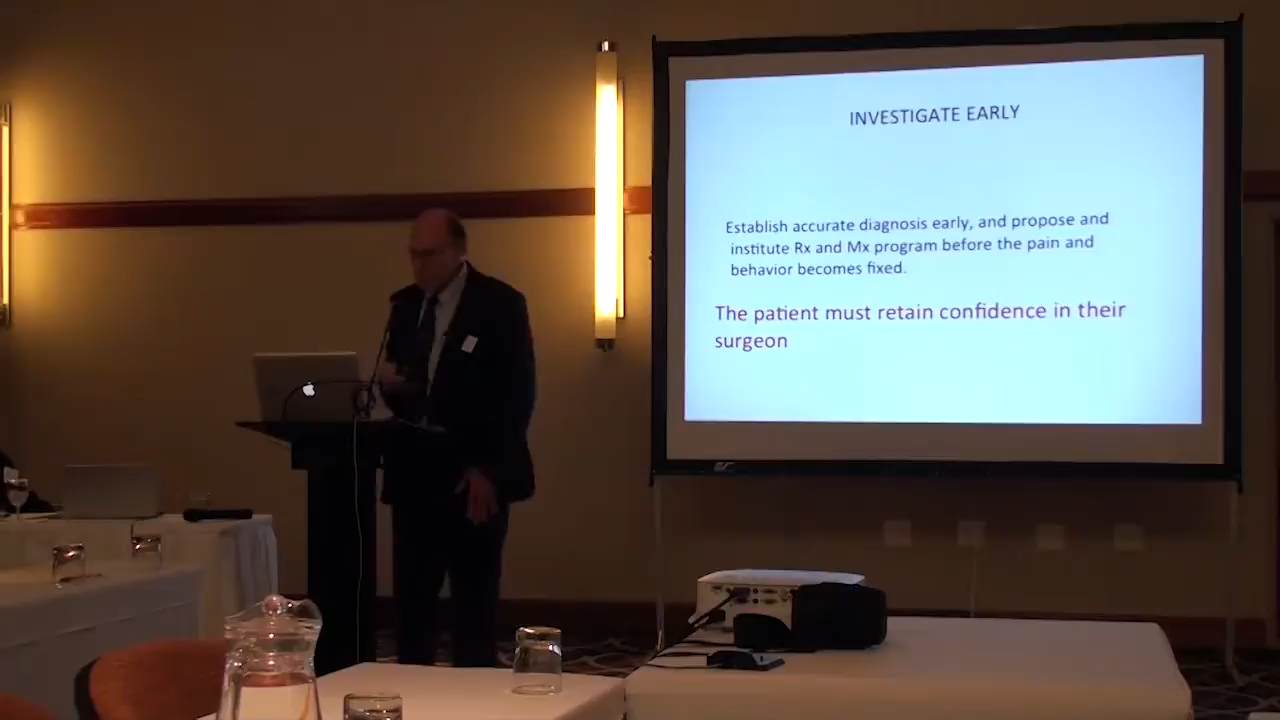 INVESTIGATE EARLY
Establish accurate diagnosis early, and propose and
institute Rx and Mx program before the pain and
behavior becomes fixed.
The patient must retain confidence in their
surgeon